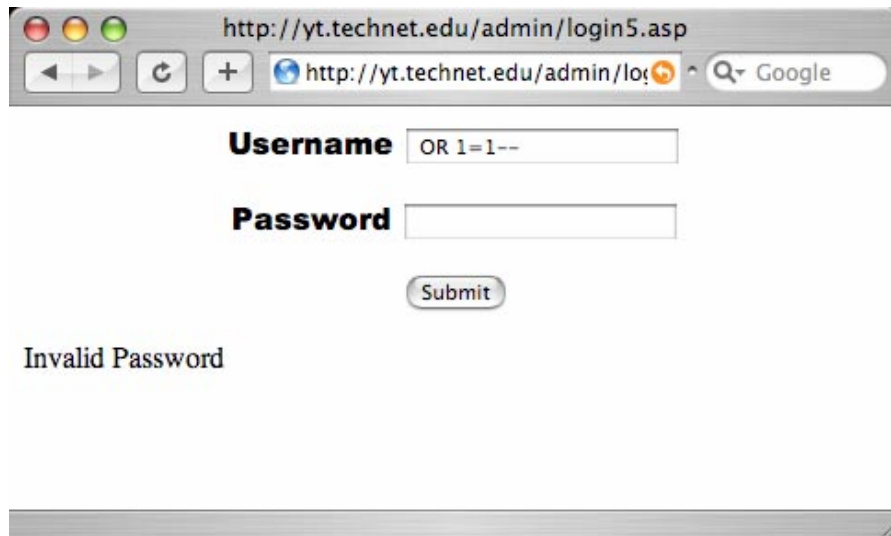 http://yt.technet.edu/admin/login5.asp
http://yt.technet.edu/admin/log
Google
Username OR 1=1--
Password
Submit
Invalid Password